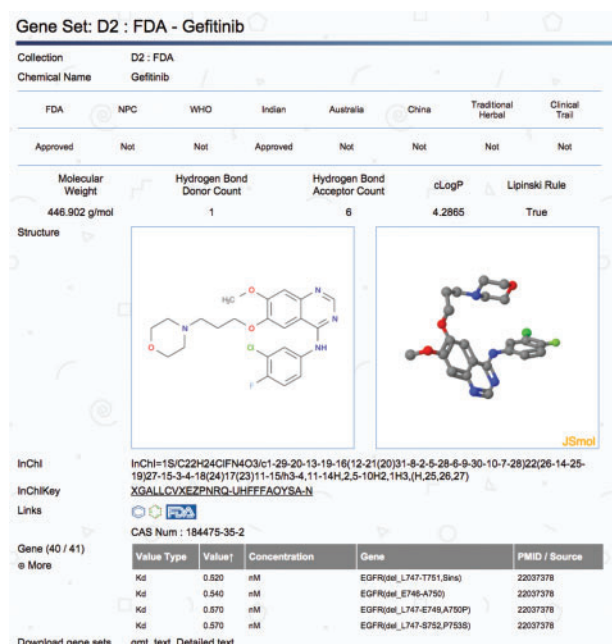 Gene Set: D2 : FDA - Gefitinib
Collection D2 : FDA
Chemical Name Gefitinib
FDA NPC WHO Indian Australia China Traditional Herbal Clinical Trail
Approved Not Not Approved Not Not Not Not
Molecular Weight Hydrogen Bond Donor Count Hydrogen Bond Acceptor Count cLogP Lipinski Rule
446.902 g/mol 1 6 4.2865 True
Structure
H3C O N N NH O N O Cl F
JSmol
InChI InChI=1S/C22H24ClFN4O3/c1-29-20-13-19-16(12-21(20)31-8-2-5-28-6-9-30-10-7-28)22(26-14-25-
19)27-15-3-4-18(24)17(23)11-15/h3-4,11-14H,2,5-10H2,1H3,(H,25,26,27)
InChIKey XGALLCVXEZPNRQ-UHFFFAOYSA-N
Links FDA
CAS Num : 184475-35-2
Gene (40 / 41)
More
Value Type Value↑ Concentration Gene PMID / Source
Kd 0.520 nM EGFR(del_L747-T751,Sins) 22037378
Kd 0.540 nM EGFR(del_E746-A750) 22037378
Kd 0.570 nM EGFR(del_L747-E749,A750P) 22037378
Kd 0.570 nM EGFR(del_L747-S752,P753S) 22037378
Download gene sets gmt, text, Detailed text